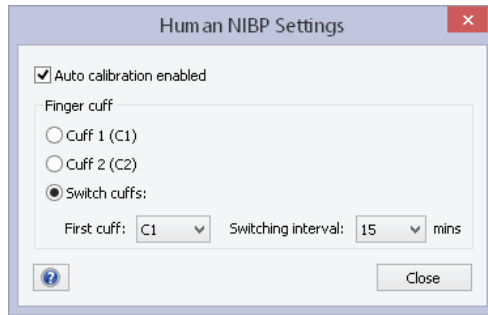 Human NIBP Settings
Auto calibration enabled
Finger cuff
Cuff 1 (C1)
Cuff 2 (C2)
Switch cuffs:
First cuff: C1 Switching interval: 15 mins
Close